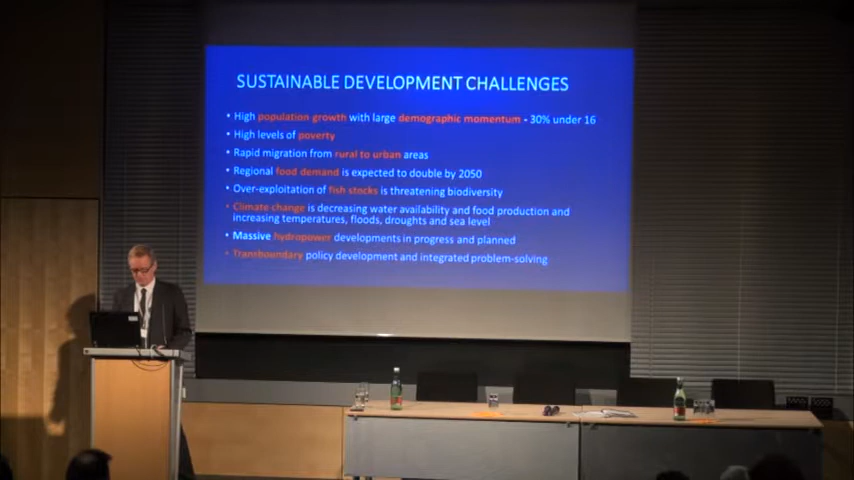 SUSTAINABLE DEVELOPMENT CHALLENGES
• High population growth with large demographic momentum - 30% under 16
• High levels of poverty
• Rapid migration from rural to urban areas
• Regional food demand is expected to double by 2050
• Over-exploitation of fish stocks is threatening biodiversity
• Climate change is decreasing water availability and food production and
increasing temperatures, floods, droughts and sea level
• Massive hydropower developments in progress and planned
• Transboundary policy development and integrated problem-solving